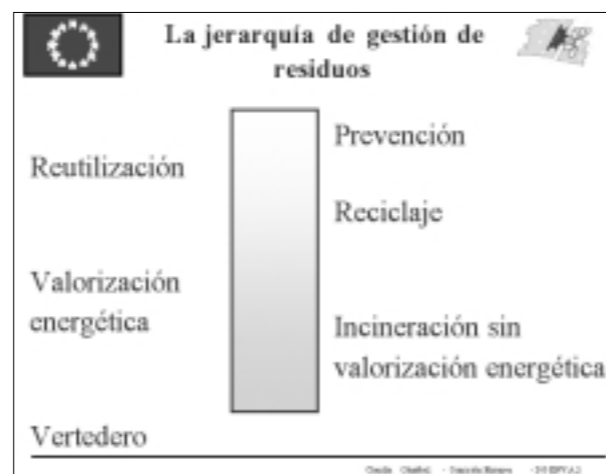 La jerarquía de gestión de
residuos
Prevención
Reutilización
Reciclaje
Valorización
energética
Incineración sin
valorización energética
Vertedero